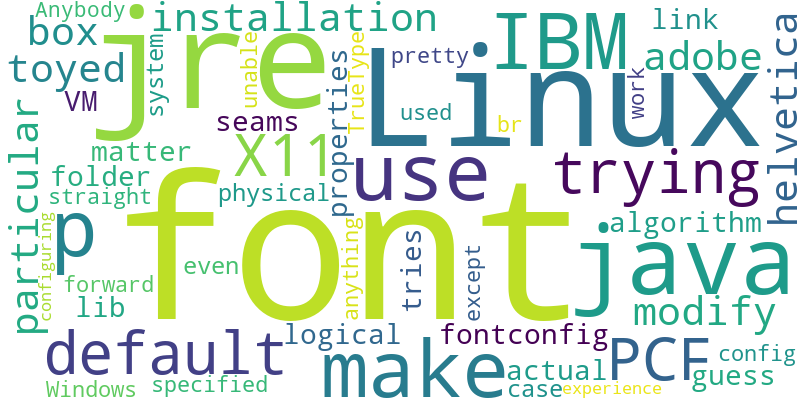 Anybody
installation
IBM
link
box
jre
Linux
adobe
toyed
system
unable
TrueType
pretty
helvetica
VM
properties
used
work
seams
br
matter
X11
use
trying
particular
folder
straight
physical
font
p
algorithm
configuring
even
anything
tries
except
java
forward
lib
modify
default
logical
make
fontconfig
PCF
config
actual
guess
Windows
specified
case
experience